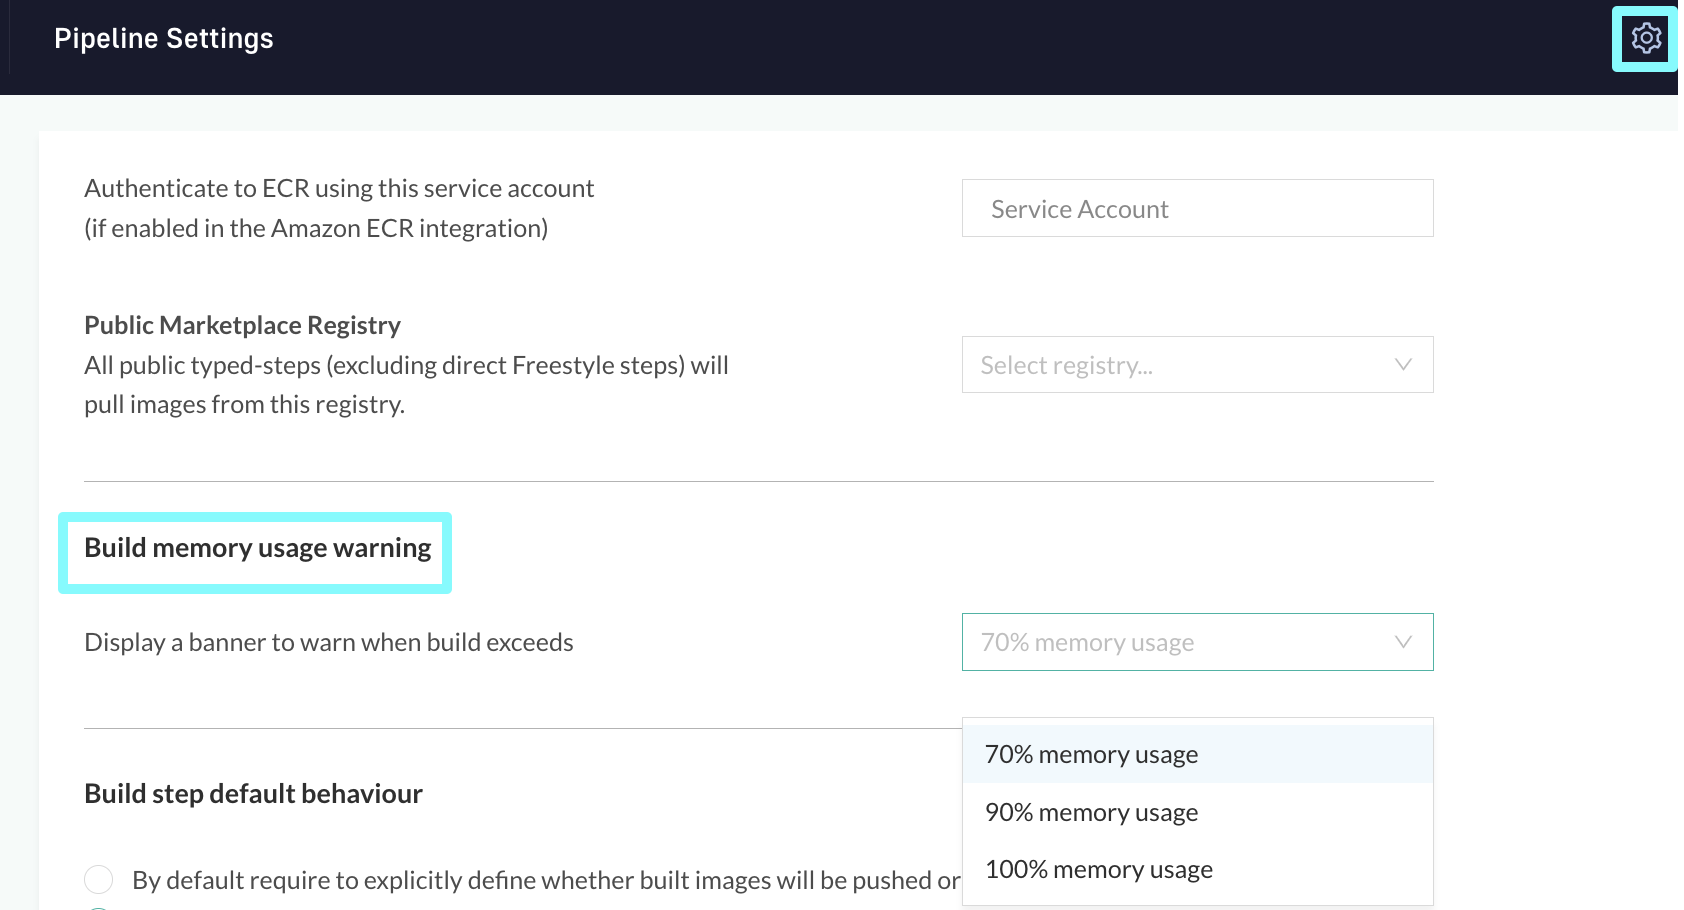 Pipeline Settings
Authenticate to ECR using this service account
(if enabled in the Amazon ECR integration)
Service Account
Public Marketplace Registry
All public typed-steps (excluding direct Freestyle steps) will
pull images from this registry.
Select registry...
Build memory usage warning
Display a banner to warn when build exceeds
70% memory usage
70% memory usage
90% memory usage
100% memory usage
Build step default behaviour
By default require to explicitly define whether built images will be pushed or